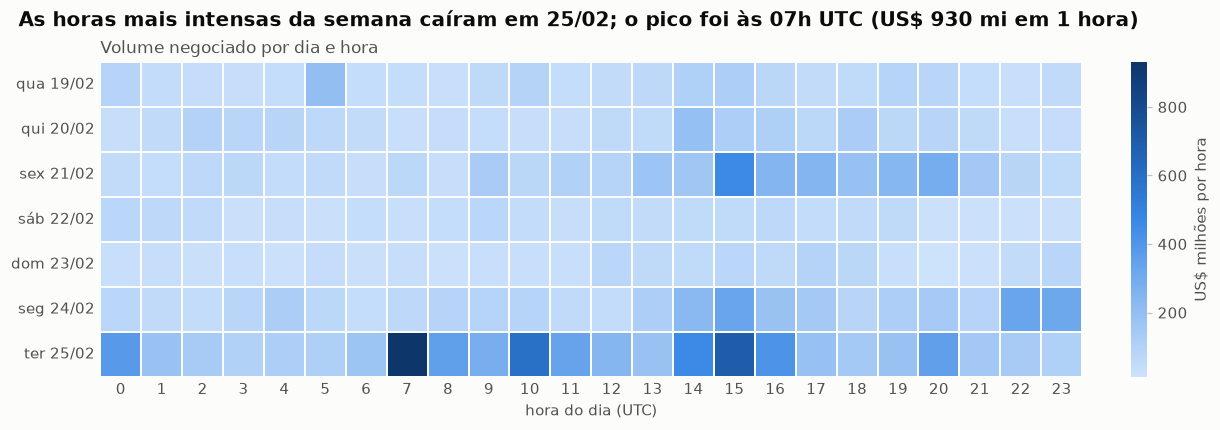 As horas mais intensas da semana caíram em 25/02; o pico foi às 07h UTC (US$ 930 mi em 1 hora)
Volume negociado por dia e hora
qua 19/02
qui 20/02
sex 21/02
sáb 22/02
dom 23/02
seg 24/02
ter 25/02
0 1 2 3 4 5 6 7 8 9 10 11 12 13 14 15 16 17 18 19 20 21 22 23
hora do dia (UTC)
800
600
400
200
US$ milhões por hora